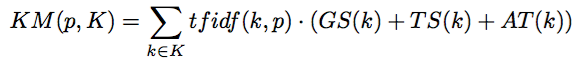 KM(p, K) = ∑ tfidf(k, p) · (GS(k) + TS(k) + AT(k))
k∈K